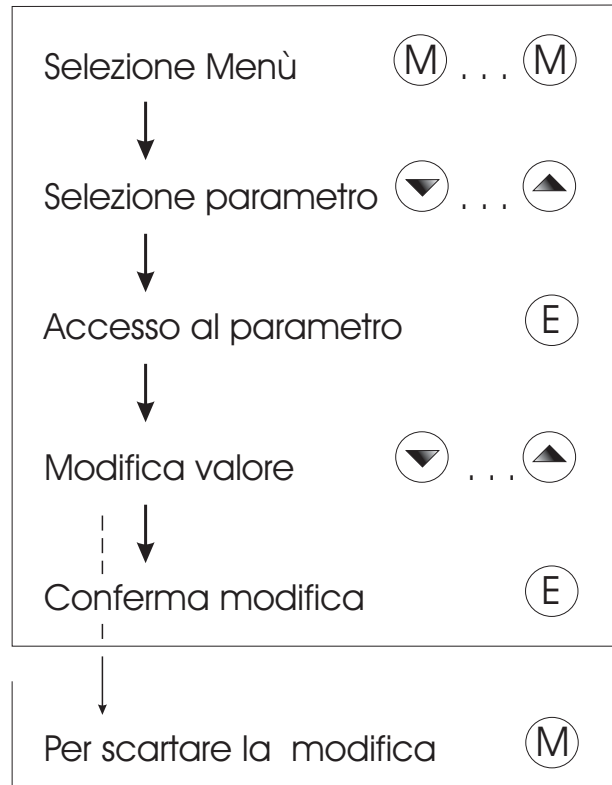 Selezione Menù M . . . M
Selezione parametro . . .
Accesso al parametro E
Modifica valore . . .
Conferma modifica E
Per scartare la modifica M